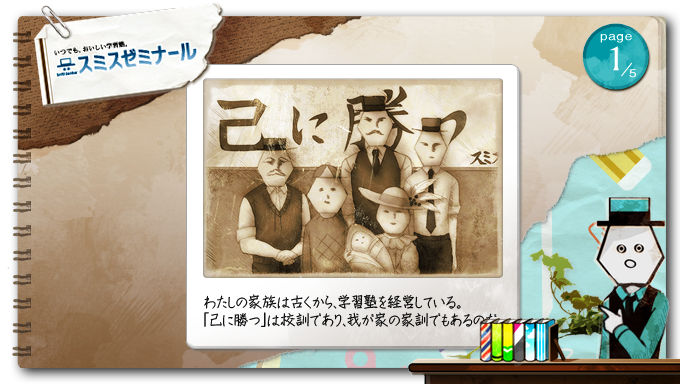 いつでも、おいしい学習塾。
スミスゼミナール
page
1/5
己に勝つ
スミス
わたしの家族は古くから、学習塾を経営している。
「己に勝つ」は校訓であり、我が家の家訓でもあるのだ